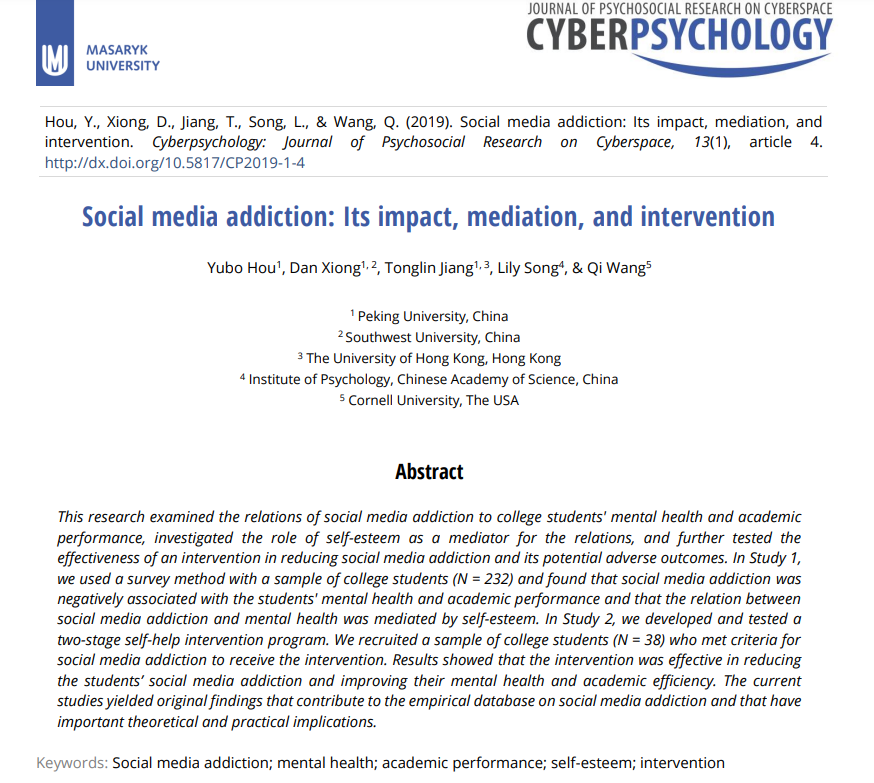 MASARYK
UNIVERSITY
JOURNAL OF PSYCHOSOCIAL RESEARCH ON CYBERSPACE
CYBERPSYCHOLOGY
Hou, Y., Xiong, D., Jiang, T., Song, L., & Wang, Q. (2019). Social media addiction: Its impact, mediation, and
intervention. Cyberpsychology: Journal of Psychosocial Research on Cyberspace, 13(1), article 4.
http://dx.doi.org/10.5817/CP2019-1-4
Social media addiction: Its impact, mediation, and intervention
Yubo Hou¹, Dan Xiong¹,², Tonglin Jiang¹,³, Lily Song⁴, & Qi Wang⁵
¹ Peking University, China
² Southwest University, China
³ The University of Hong Kong, Hong Kong
⁴ Institute of Psychology, Chinese Academy of Science, China
⁵ Cornell University, The USA
Abstract
This research examined the relations of social media addiction to college students' mental health and academic
performance, investigated the role of self-esteem as a mediator for the relations, and further tested the
effectiveness of an intervention in reducing social media addiction and its potential adverse outcomes. In Study 1,
we used a survey method with a sample of college students (N = 232) and found that social media addiction was
negatively associated with the students' mental health and academic performance and that the relation between
social media addiction and mental health was mediated by self-esteem. In Study 2, we developed and tested a
two-stage self-help intervention program. We recruited a sample of college students (N = 38) who met criteria for
social media addiction to receive the intervention. Results showed that the intervention was effective in reducing
the students’ social media addiction and improving their mental health and academic efficiency. The current
studies yielded original findings that contribute to the empirical database on social media addiction and that have
important theoretical and practical implications.
Keywords: Social media addiction; mental health; academic performance; self-esteem; intervention